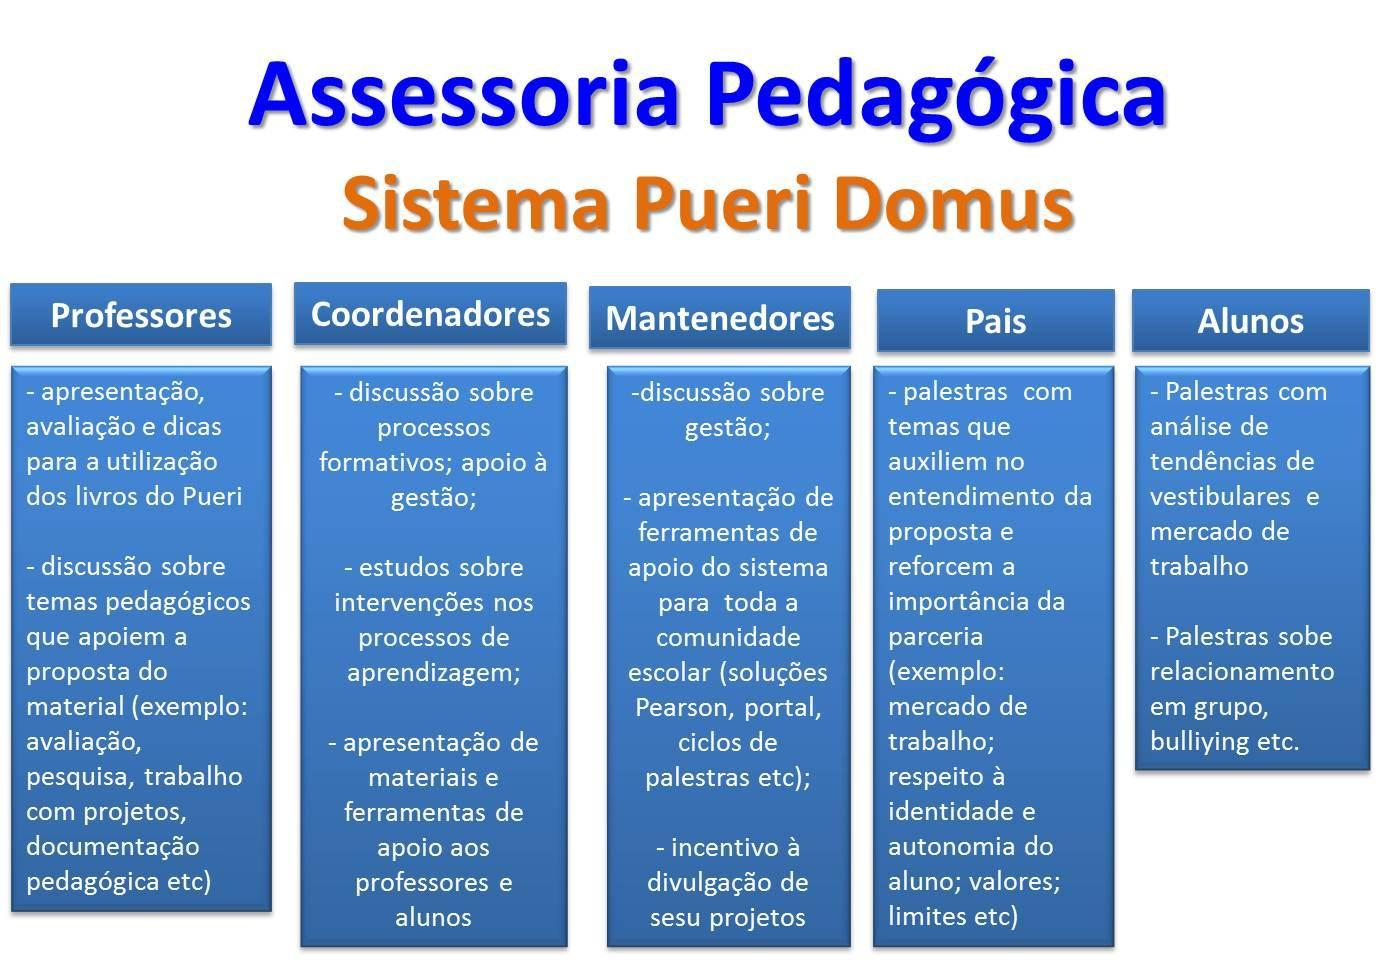 Assessoria Pedagógica
Sistema Pueri Domus
Professores
- apresentação,
avaliação e dicas
para a utilização
dos livros do Pueri
- discussão sobre
temas pedagógicos
que apoiem a
proposta do
material (exemplo:
avaliação,
pesquisa, trabalho
com projetos,
documentação
pedagógica etc)
Coordenadores
- discussão sobre
processos
formativos; apoio à
gestão;
- estudos sobre
intervenções nos
processos de
aprendizagem;
- apresentação de
materiais e
ferramentas de
apoio aos
professores e
alunos
Mantenedores
-discussão sobre
gestão;
- apresentação de
ferramentas de
apoio do sistema
para  toda a
comunidade
escolar (soluções
Pearson, portal,
ciclos de
palestras etc);
- incentivo à
divulgação de
sesu projetos
Pais
- palestras  com
temas que
auxiliem no
entendimento da
proposta e
reforcem a
importância da
parceria
(exemplo:
mercado de
trabalho;
respeito à
identidade e
autonomia do
aluno; valores;
limites etc)
Alunos
- Palestras com
análise de
tendências de
vestibulares  e
mercado de
trabalho
- Palestras sobe
relacionamento
em grupo,
bulliying etc.